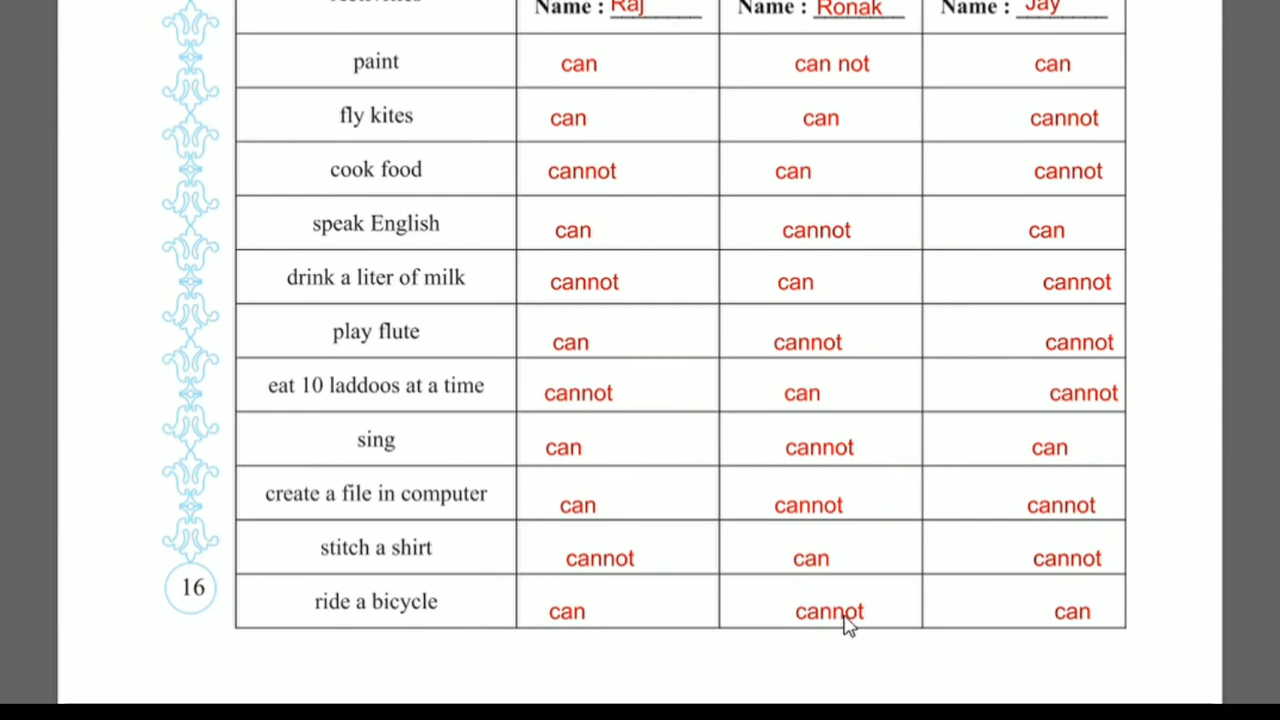 Name : Raj Name : Ronak Name : Jay
paint can can not can
fly kites can can cannot
cook food cannot can cannot
speak English can cannot can
drink a liter of milk cannot can cannot
play flute can cannot cannot
eat 10 laddoos at a time cannot can cannot
sing can cannot can
create a file in computer can cannot cannot
stitch a shirt cannot can cannot
16
ride a bicycle can cannot can